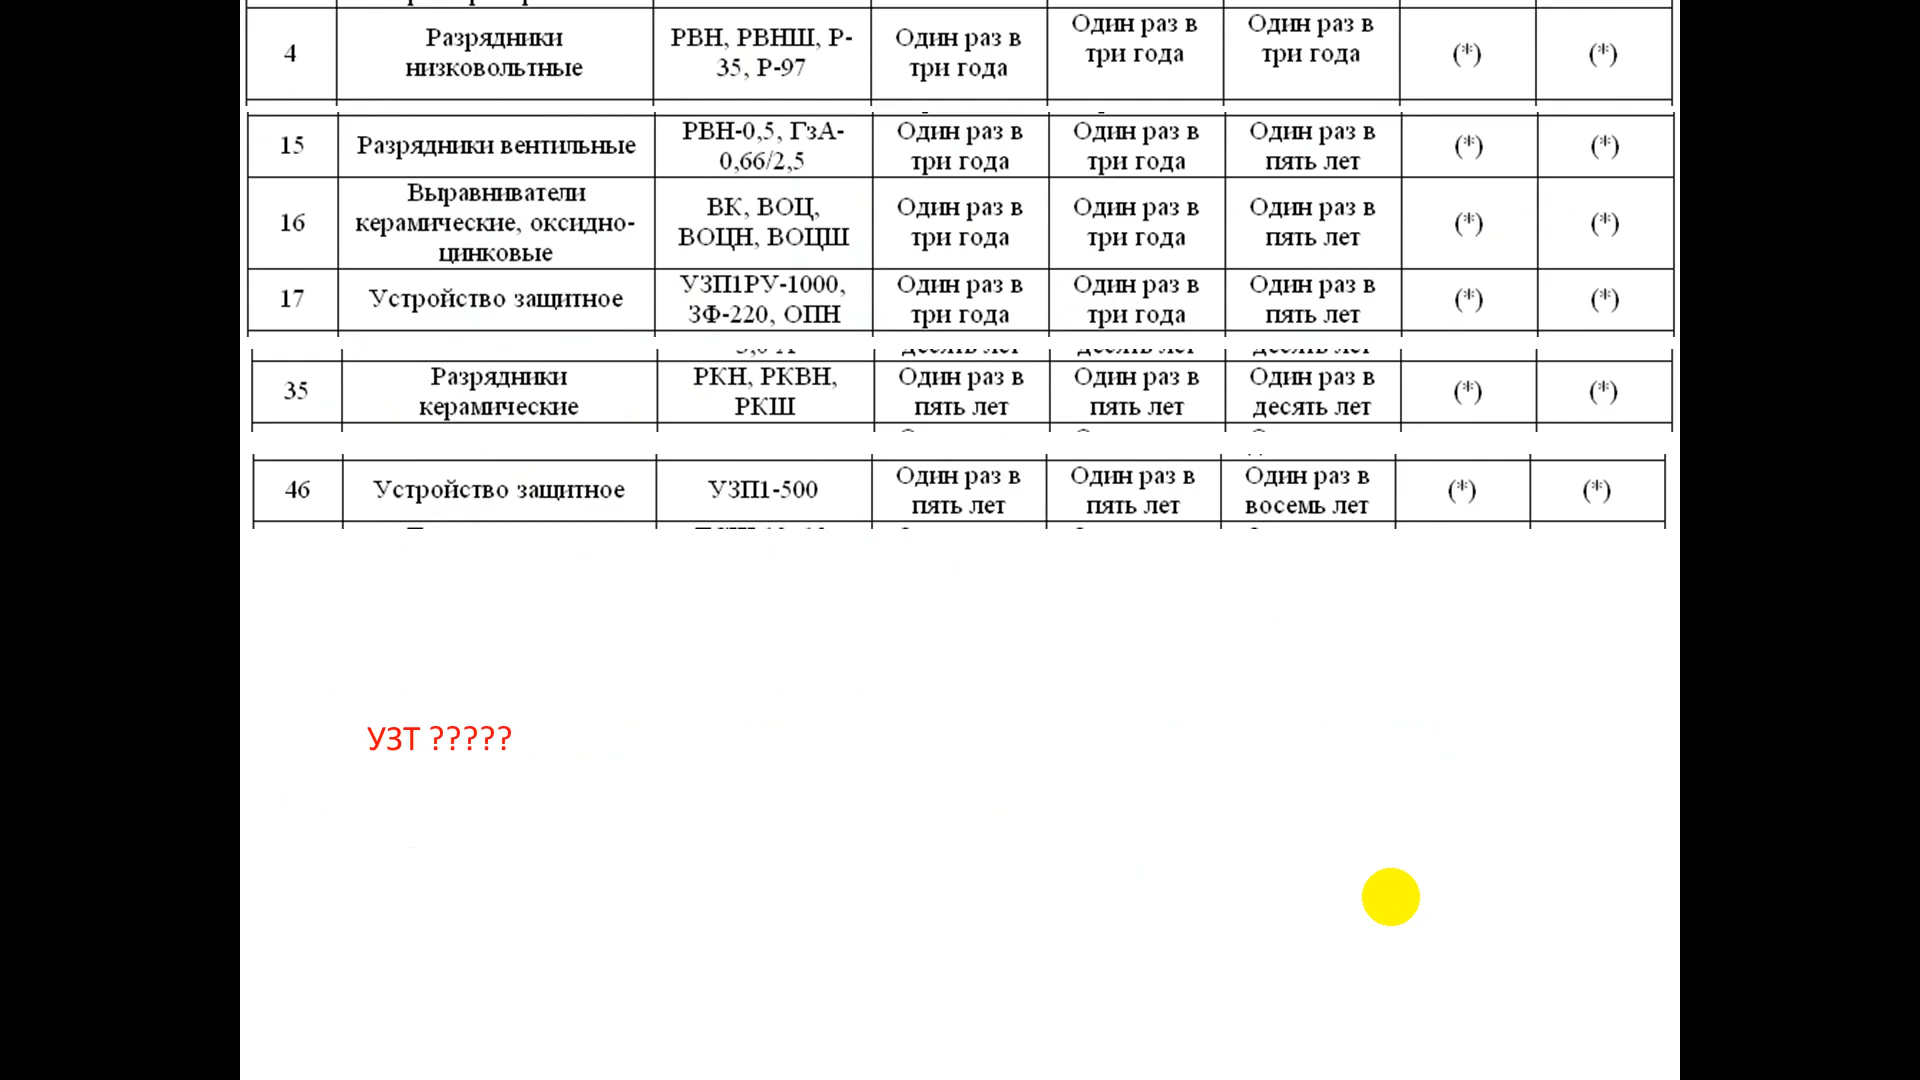 4
Разрядники
низковольтные
РВН, РВНШ, Р-
35, Р-97
Один раз в
три года
Один раз в
три года
Один раз в
три года
(*)
(*)
15
Разрядники вентильные
РВН-0,5, ГзА-
0,66/2,5
Один раз в
три года
Один раз в
три года
Один раз в
пять лет
(*)
(*)
16
Выравниватели
керамические, оксидно-
цинковые
ВК, ВОЦ,
ВОЦН, ВОЦШ
Один раз в
три года
Один раз в
три года
Один раз в
пять лет
(*)
(*)
17
Устройство защитное
УЗП1РУ-1000,
ЗФ-220, ОПН
Один раз в
три года
Один раз в
три года
Один раз в
пять лет
(*)
(*)
35
Разрядники
керамические
РКН, РКВН,
РКШ
Один раз в
пять лет
Один раз в
пять лет
Один раз в
десять лет
(*)
(*)
46
Устройство защитное
УЗП1-500
Один раз в
пять лет
Один раз в
пять лет
Один раз в
восемь лет
(*)
(*)
УЗТ ?????